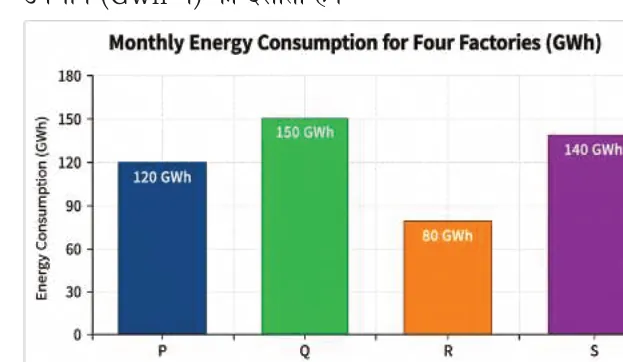 Monthly Energy Consumption for Four Factories (GWh)
Energy Consumption (GWh)
180
150
120
90
60
30
0
120 GWh
150 GWh
80 GWh
140 GWh
P
Q
R
S